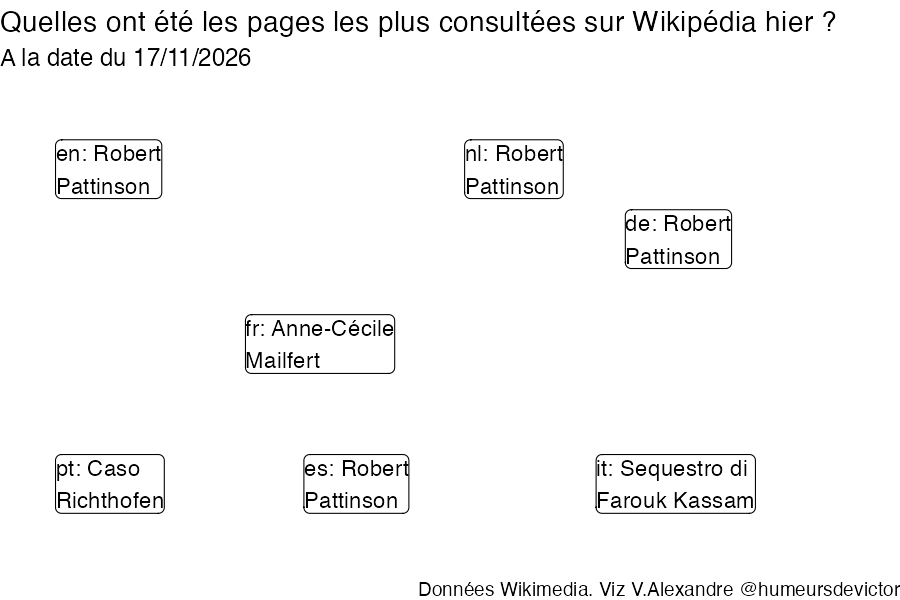 Quelles ont été les pages les plus consultées sur Wikipédia hier ?
A la date du 17/11/2026
en: Robert
Pattinson
nl: Robert
Pattinson
de: Robert
Pattinson
fr: Anne-Cécile
Mailfert
pt: Caso
Richthofen
es: Robert
Pattinson
it: Sequestro di
Farouk Kassam
Données Wikimedia. Viz V.Alexandre @humeursdevictor